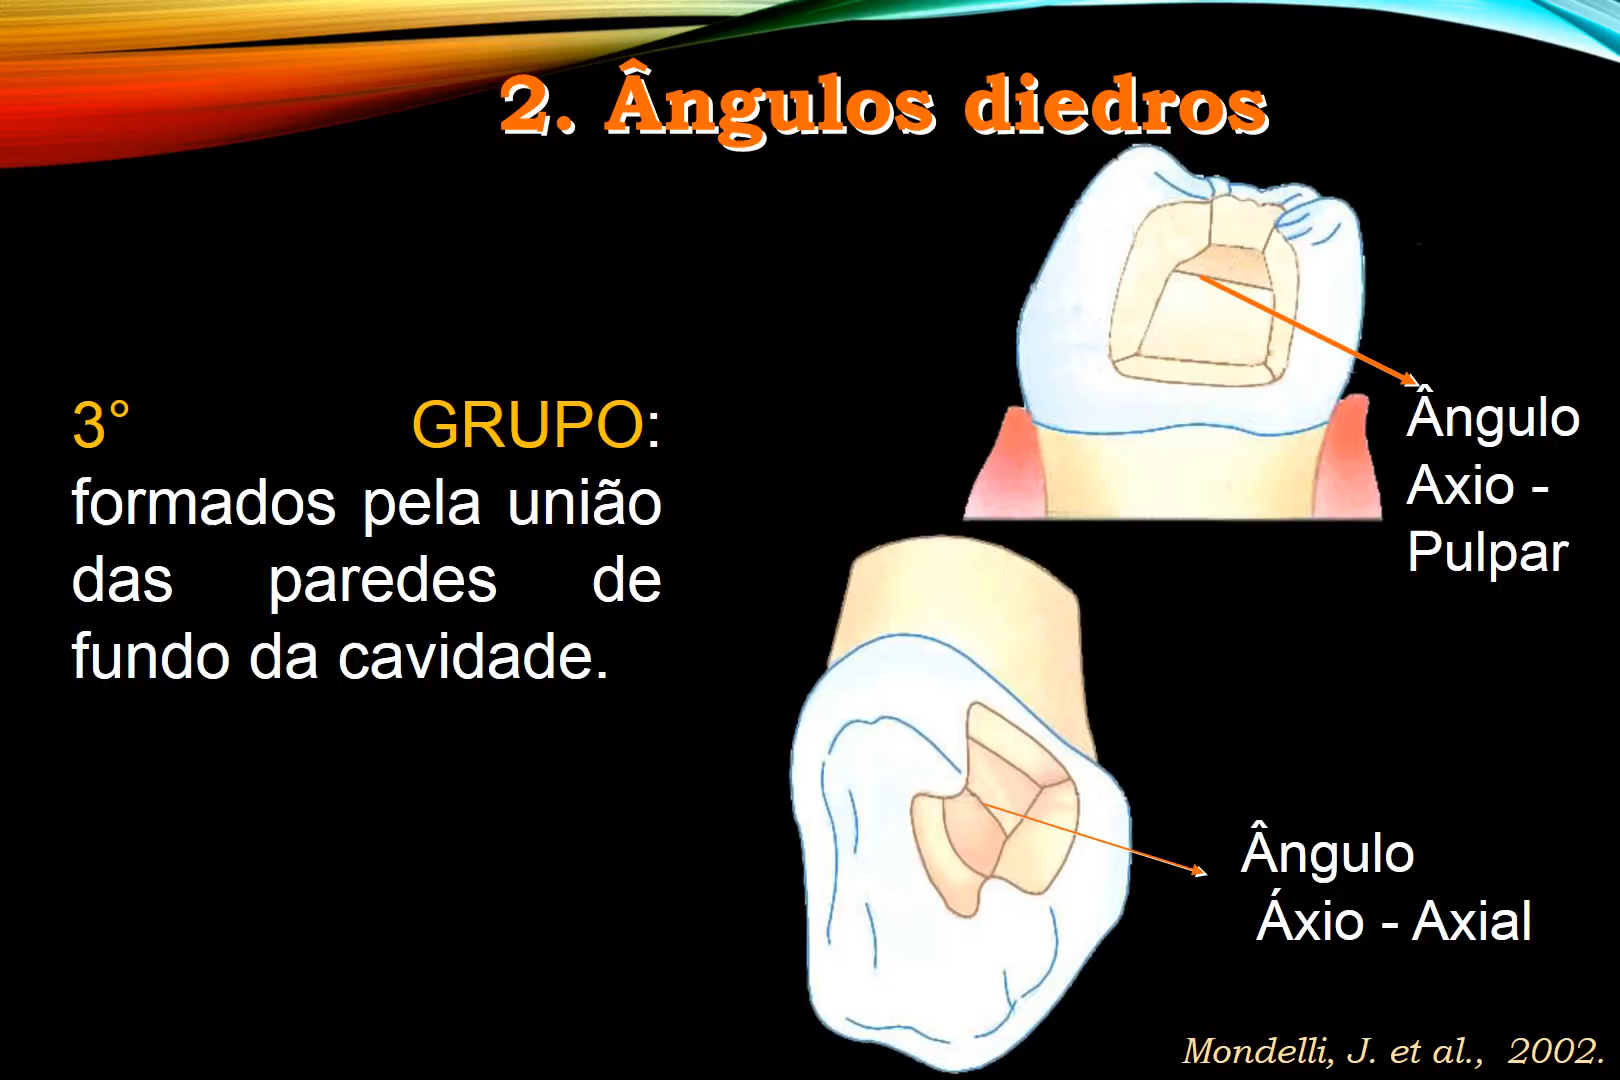 2. Ângulos diedros
3° GRUPO:
formados pela união
das paredes de
fundo da cavidade.
Ângulo
Axio -
Pulpar
Ângulo
Áxio - Axial
Mondelli, J. et al., 2002.